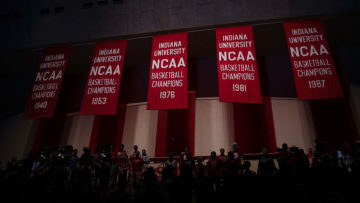 INDIANA
UNIVERSITY
NCAA
BASKETBALL
CHAMPIONS
1940
INDIANA
UNIVERSITY
NCAA
BASKETBALL
CHAMPIONS
1953
INDIANA
UNIVERSITY
NCAA
BASKETBALL
CHAMPIONS
1976
INDIANA
UNIVERSITY
NCAA
BASKETBALL
CHAMPIONS
1981
INDIANA
UNIVERSITY
NCAA
BASKETBALL
CHAMPIONS
1987